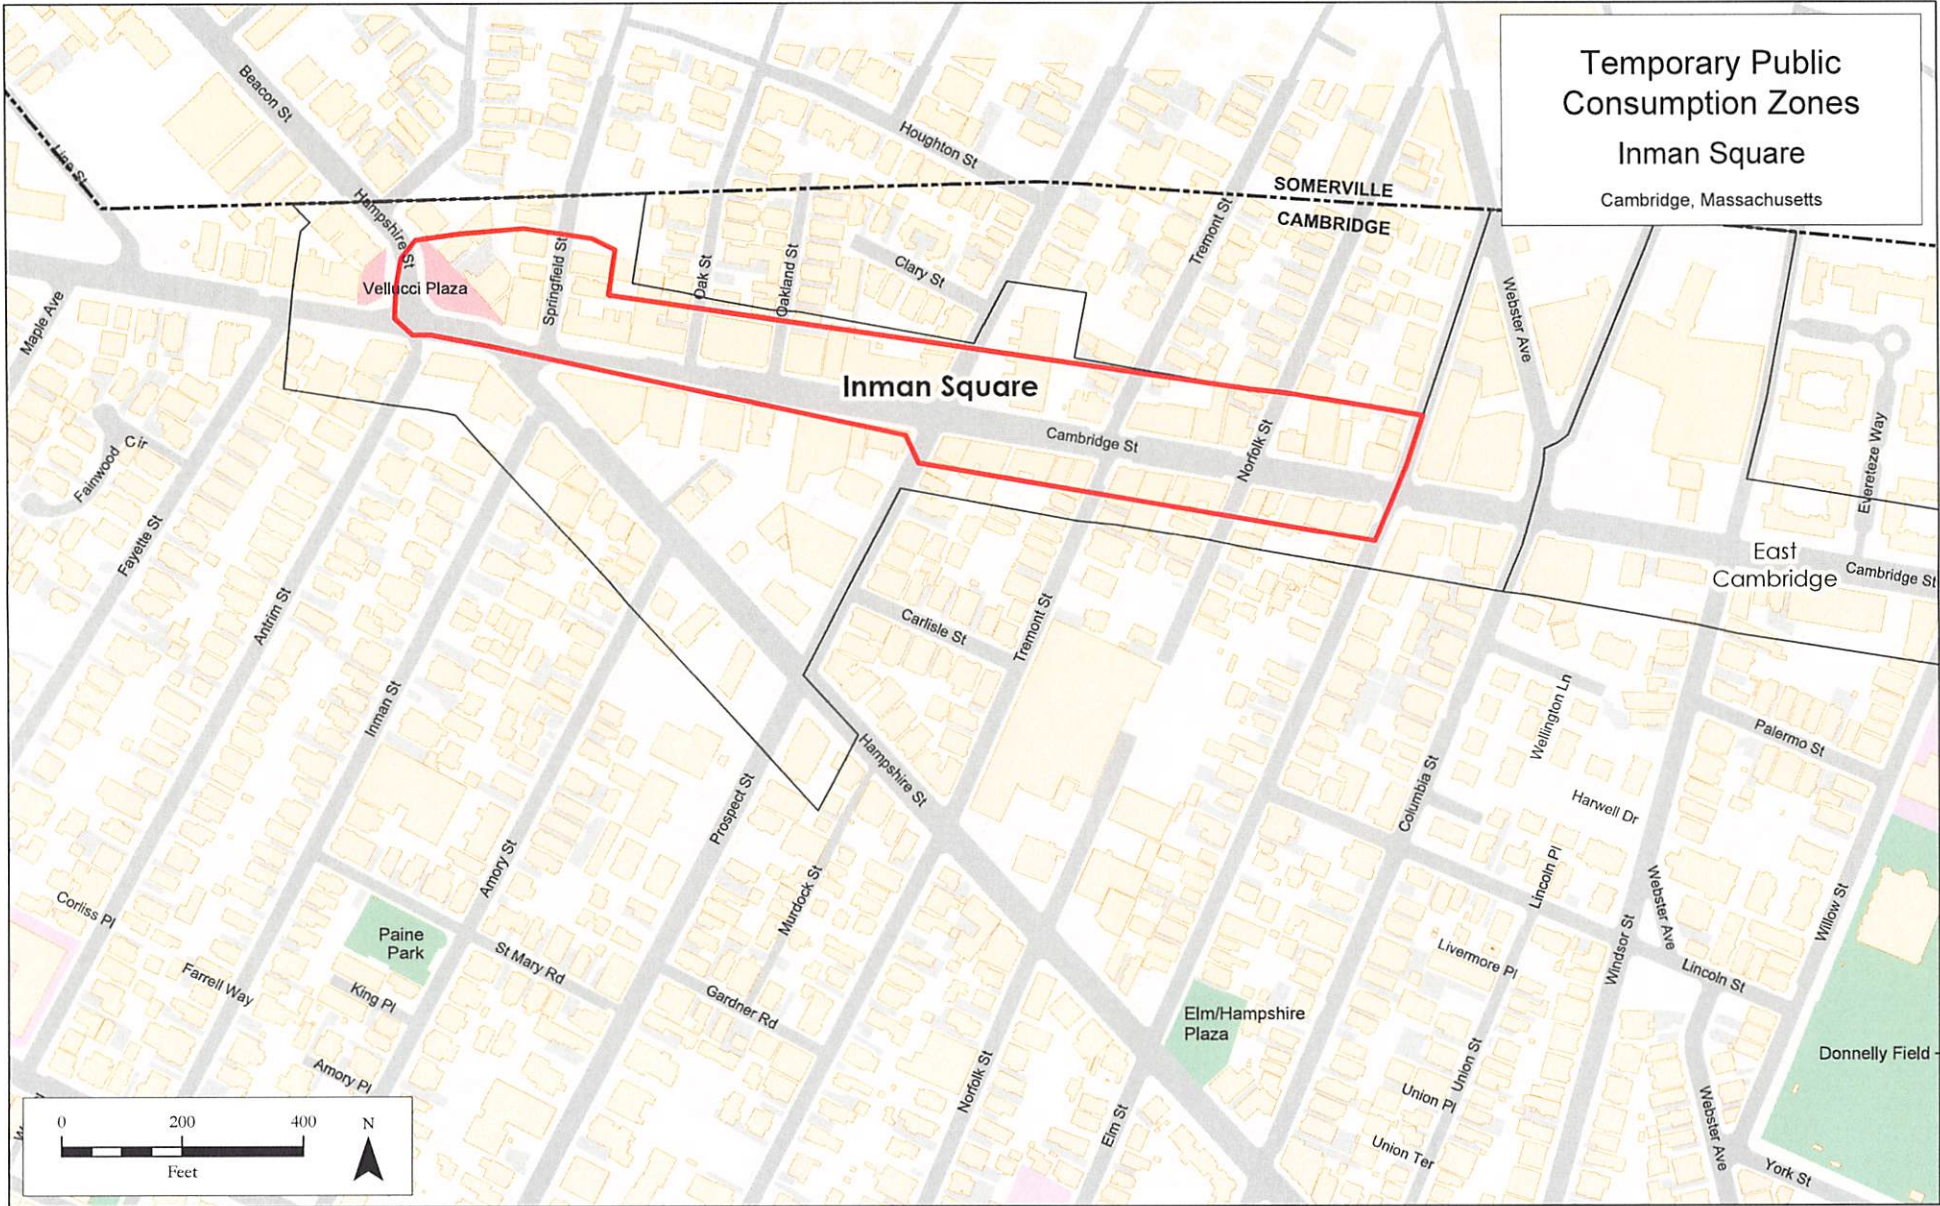 Temporary Public
Consumption Zones
Inman Square
Cambridge, Massachusetts
Beacon St
Line St
Houghton St
SOMERVILLE
CAMBRIDGE
Hampshire St
Tremont St
Vellucci Plaza
Springfield St
Oak St
Oakland St
Clary St
Webster Ave
Maple Ave
Inman Square
Cambridge St
Norfolk St
Evereteze Way
Fainwood Cir
Fayette St
East
Cambridge
Cambridge St
Antrim St
Carlisle St
Tremont St
Inman St
Wellington Ln
Palermo St
Hampshire St
Prospect St
Columbia St
Harwell Dr
Amory St
Murdock St
Lincoln Pl
Webster Ave
Willow St
Corliss Pl
Paine
Park
St Mary Rd
Livermore Pl
Windsor St
Lincoln St
Farrell Way
King Pl
Gardner Rd
Elm/Hampshire
Plaza
Donnelly Field
Amory Pl
Norfolk St
Union St
Union Pl
Elm St
Union Ter
Webster Ave
York St
0 200 400
Feet
N